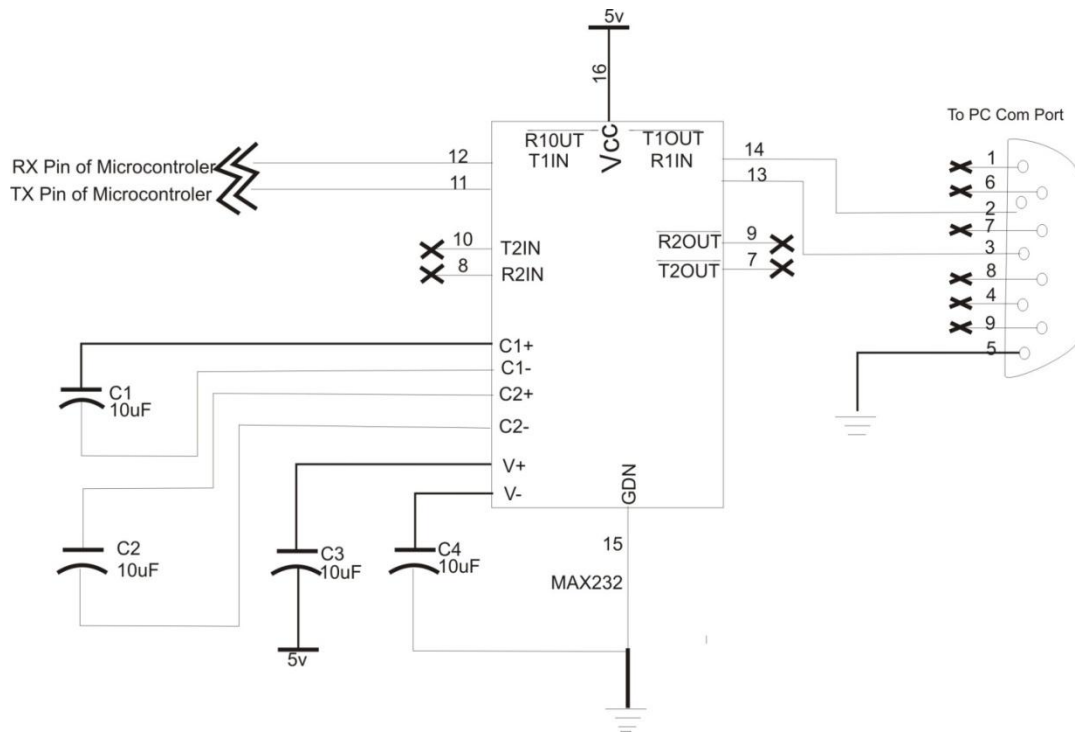 5v
16
To PC Com Port
R10UT
Vcc
T1OUT
RX Pin of Microcontroler
12
T1IN
R1IN
14
1
TX Pin of Microcontroler
11
13
6
2
7
10
T2IN
R2OUT
9
3
8
R2IN
T2OUT
7
8
4
9
C1+
5
C1-
C1
10uF
C2+
C2-
V+
V-
GDN
C2
10uF
C3
10uF
C4
10uF
15
MAX232
5v